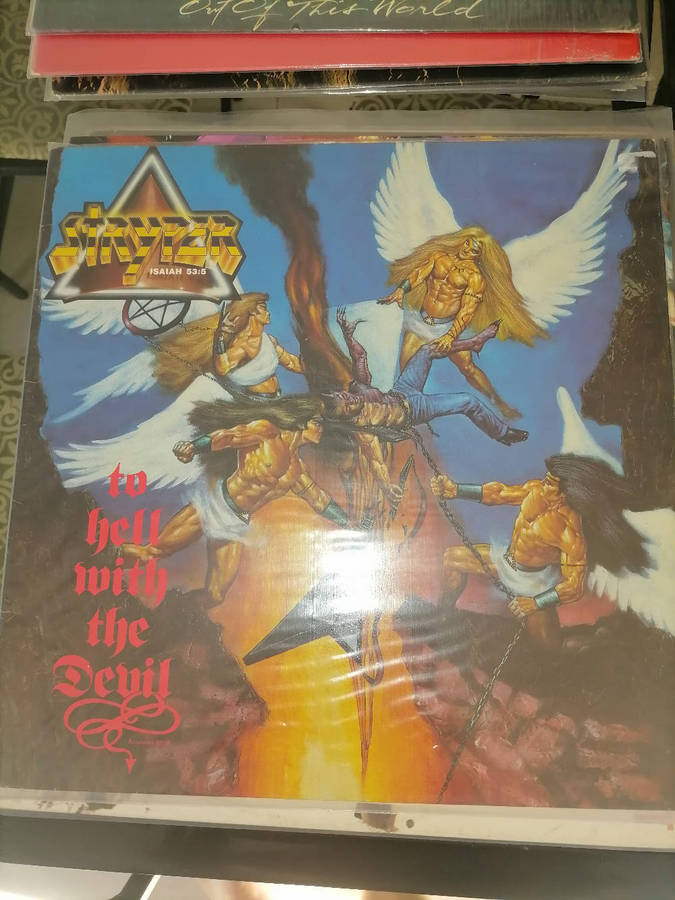 Out Of This World
STRYPER
ISAIAH 53:5
to
hell
with
the
Devil